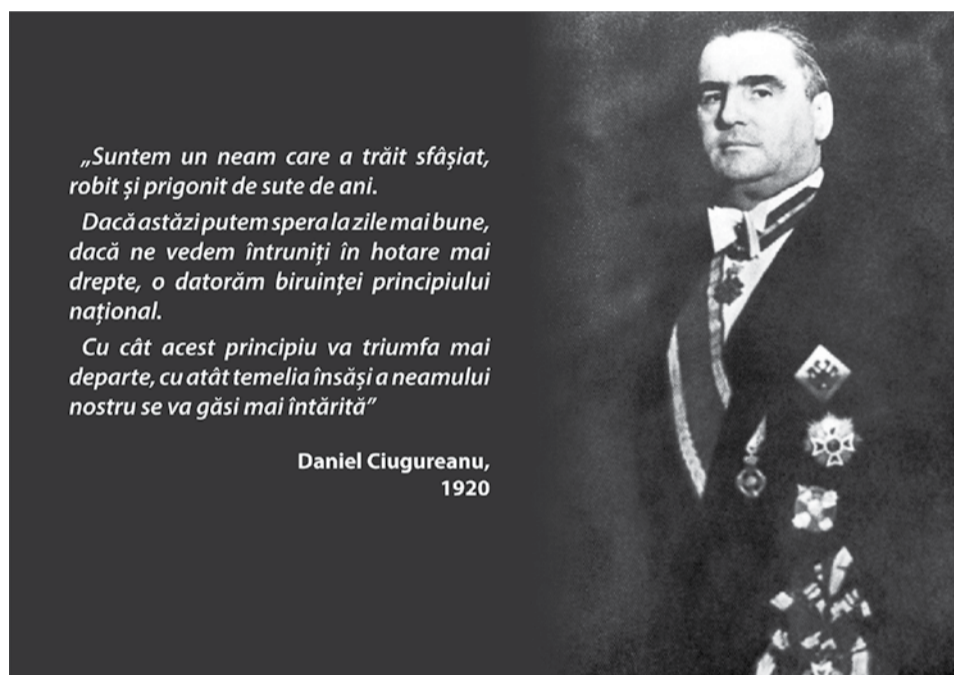 „Suntem un neam care a trăit sfâșiat,
robit și prigonit de sute de ani.
Dacă astăzi putem spera la zile mai bune,
dacă ne vedem întruniți în hotare mai
drepte, o datorăm biruinței principiului
național.
Cu cât acest principiu va triumfa mai
departe, cu atât temelia însăși a neamului
nostru se va găsi mai întărită”
Daniel Ciugureanu,
1920